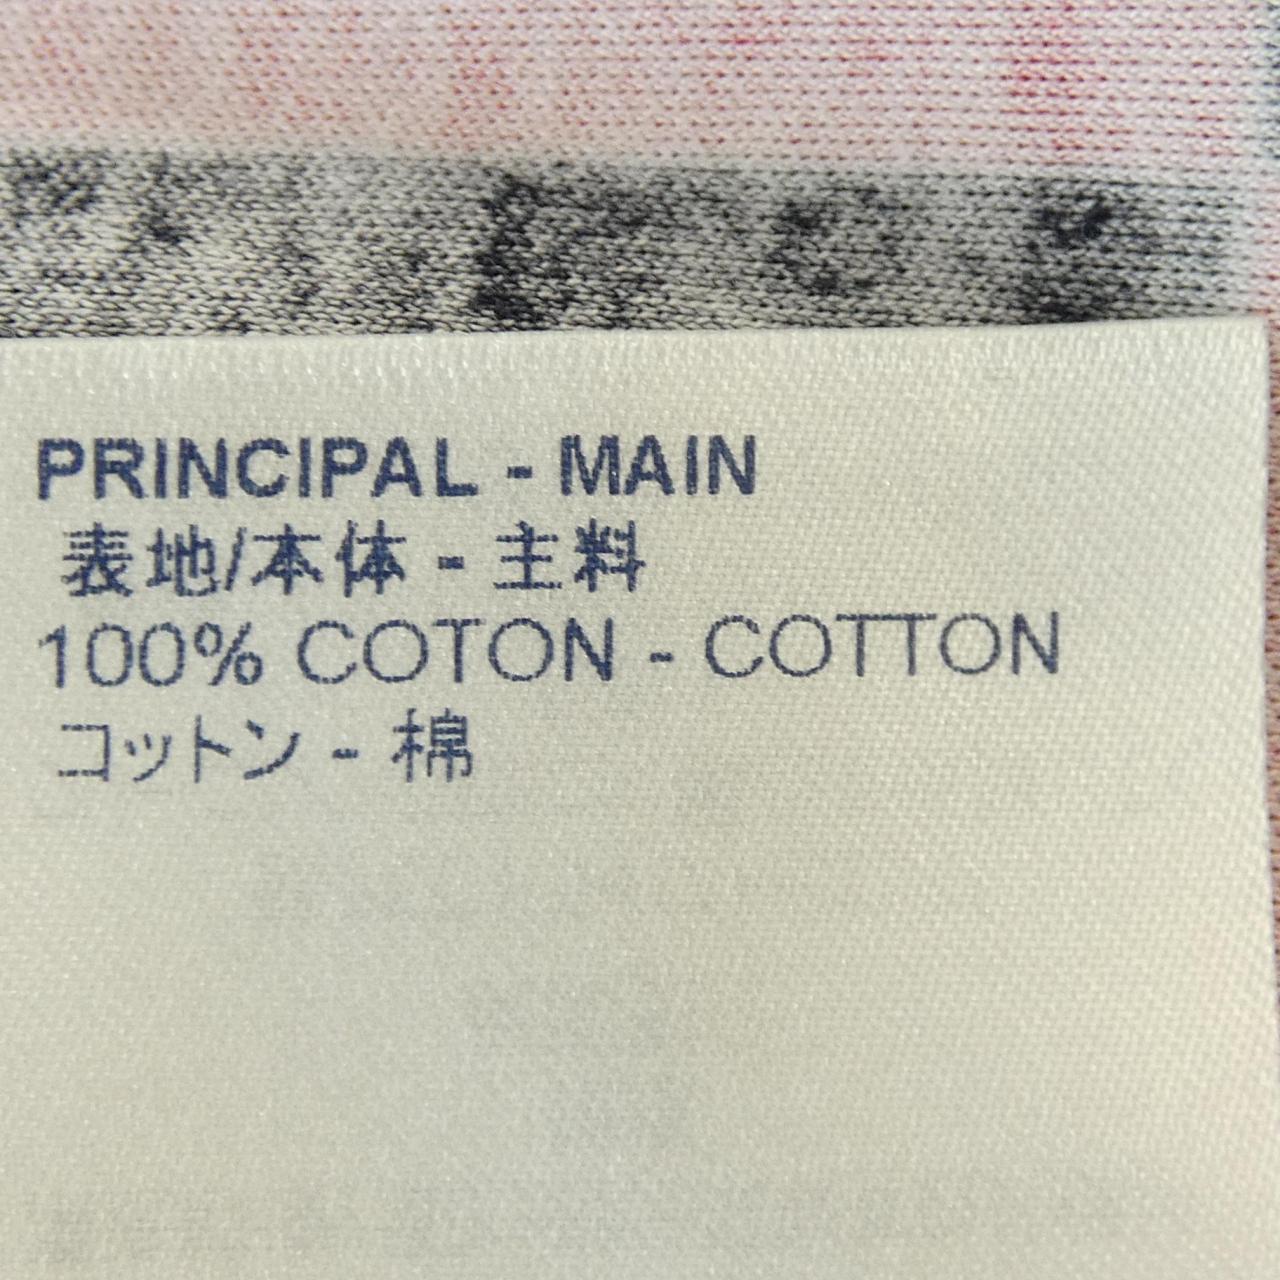 PRINCIPAL - MAIN
表地/本体 - 主料
100% COTON - COTTON
コットン - 棉